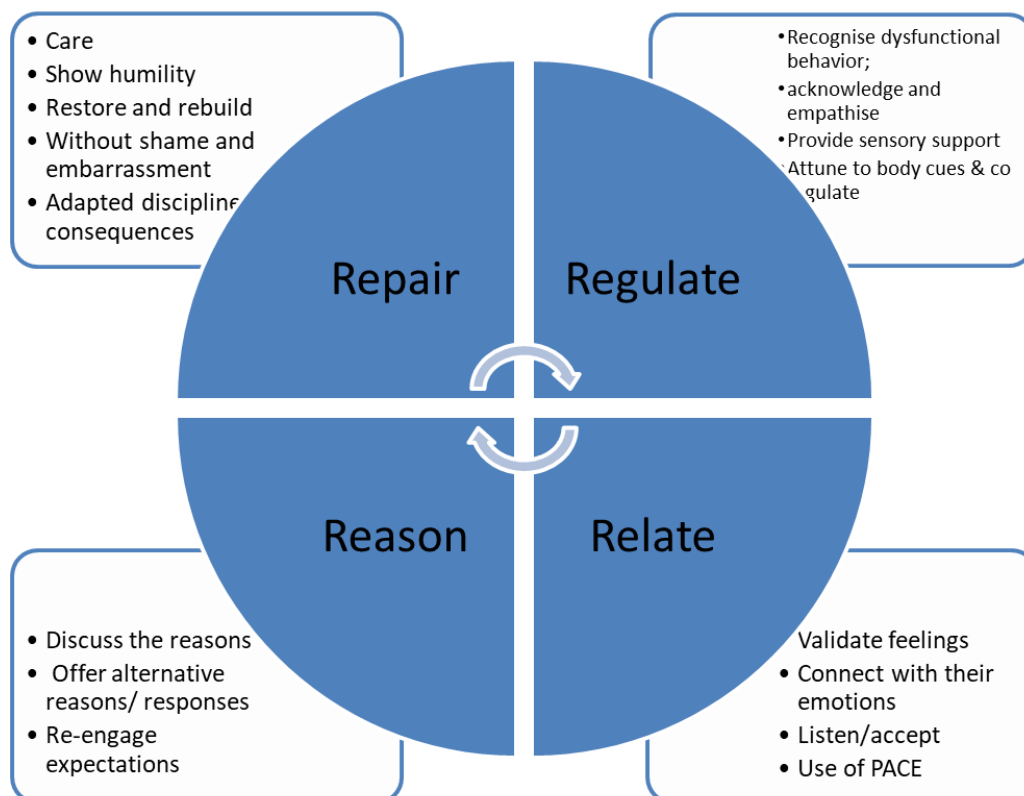 • Care
• Show humility
• Restore and rebuild
• Without shame and
embarrassment
• Adapted discipline
consequences
•Recognise dysfunctional
behavior;
•acknowledge and
empathise
•Provide sensory support
•Attune to body cues & co
gulate
Repair
Regulate
Reason
Relate
• Discuss the reasons
• Offer alternative
reasons/ responses
• Re-engage
expectations
Validate feelings
• Connect with their
emotions
• Listen/accept
• Use of PACE